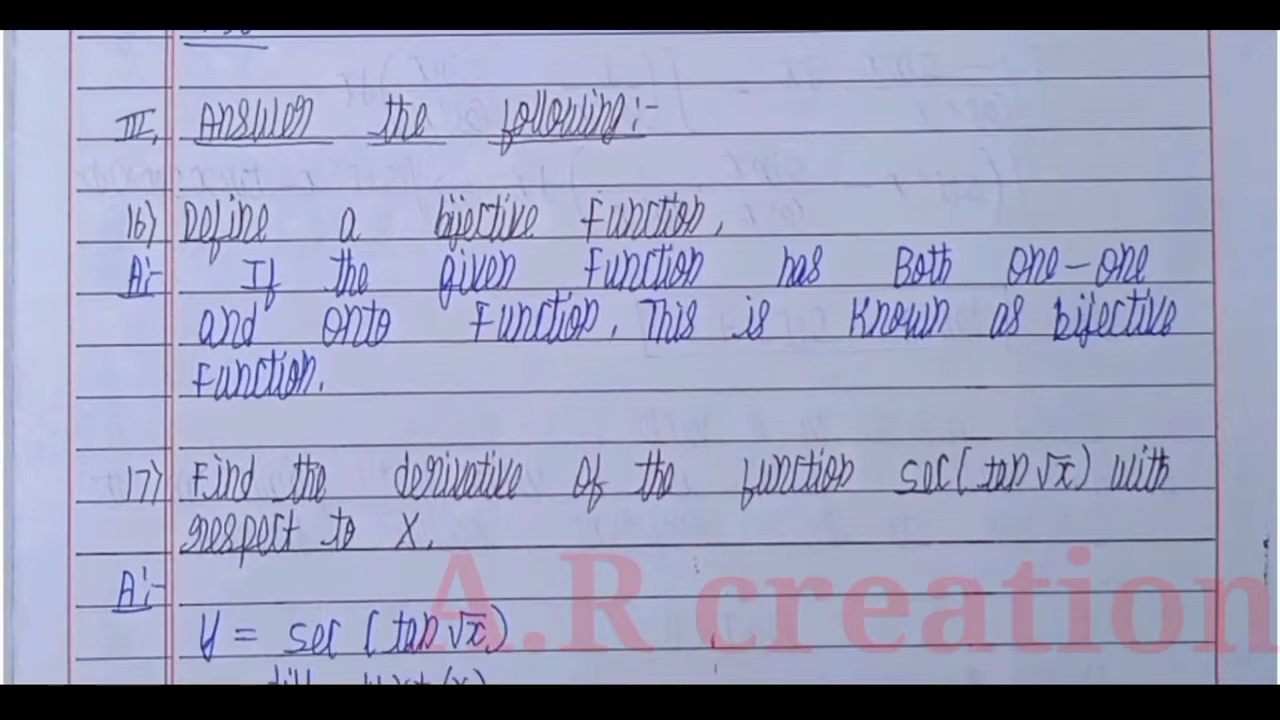 III. Answer the following:-
16) Define a bijective function.
A:- If the given function has Both one-one
and onto function. This is known as bijective
function.
17) Find the derivative of the function sec(tan √x) with
respect to x.
A:-
A.R creation
y = sec (tan √x)
diff w.r.t (x)